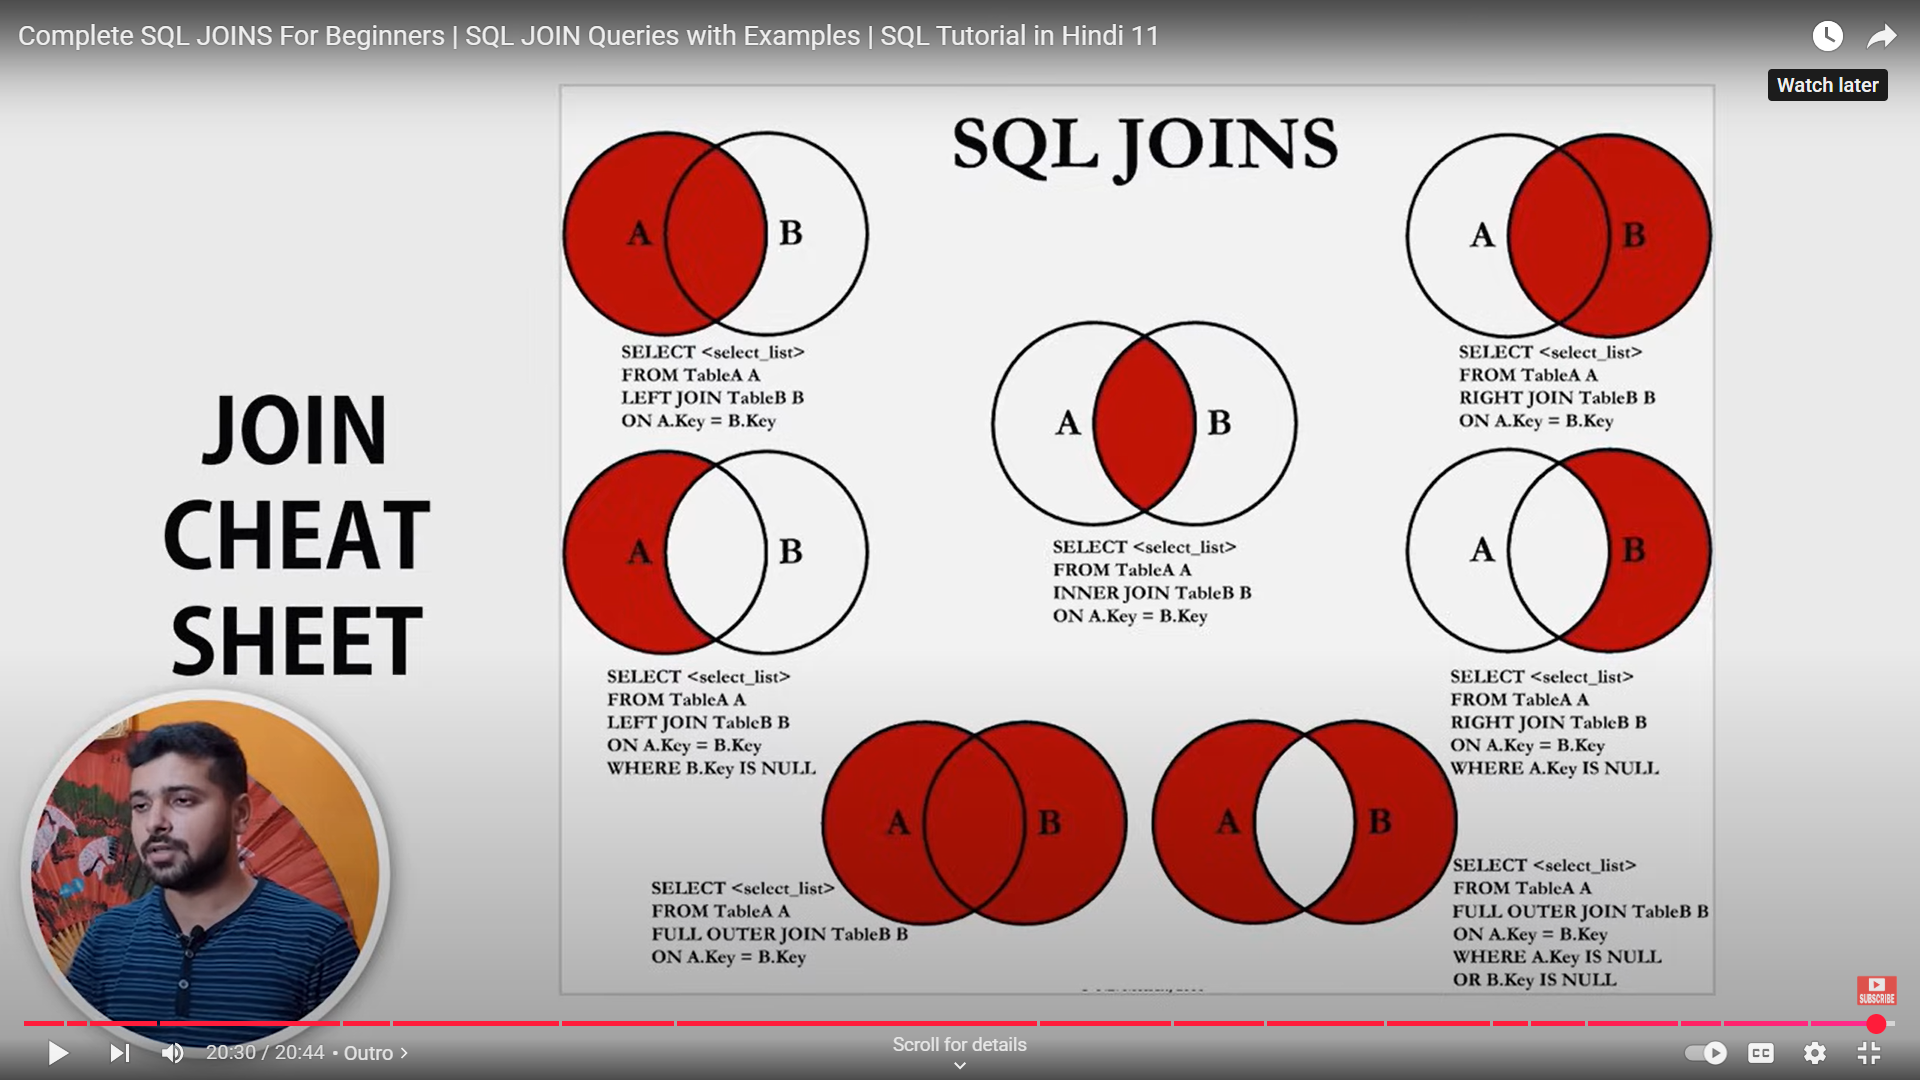 Complete SQL JOINS For Beginners | SQL JOIN Queries with Examples | SQL Tutorial in Hindi 11
Watch later
SQL JOINS
JOIN
CHEAT
SHEET
A
B
SELECT <select_list>
FROM TableA A
LEFT JOIN TableB B
ON A.Key = B.Key
A
B
SELECT <select_list>
FROM TableA A
RIGHT JOIN TableB B
ON A.Key = B.Key
A
B
SELECT <select_list>
FROM TableA A
INNER JOIN TableB B
ON A.Key = B.Key
A
B
SELECT <select_list>
FROM TableA A
LEFT JOIN TableB B
ON A.Key = B.Key
WHERE B.Key IS NULL
A
B
SELECT <select_list>
FROM TableA A
RIGHT JOIN TableB B
ON A.Key = B.Key
WHERE A.Key IS NULL
A
B
SELECT <select_list>
FROM TableA A
FULL OUTER JOIN TableB B
ON A.Key = B.Key
A
B
SELECT <select_list>
FROM TableA A
FULL OUTER JOIN TableB B
ON A.Key = B.Key
WHERE A.Key IS NULL
OR B.Key IS NULL
SUBSCRIBE
20:30 / 20:44 • Outro
Scroll for details
CC